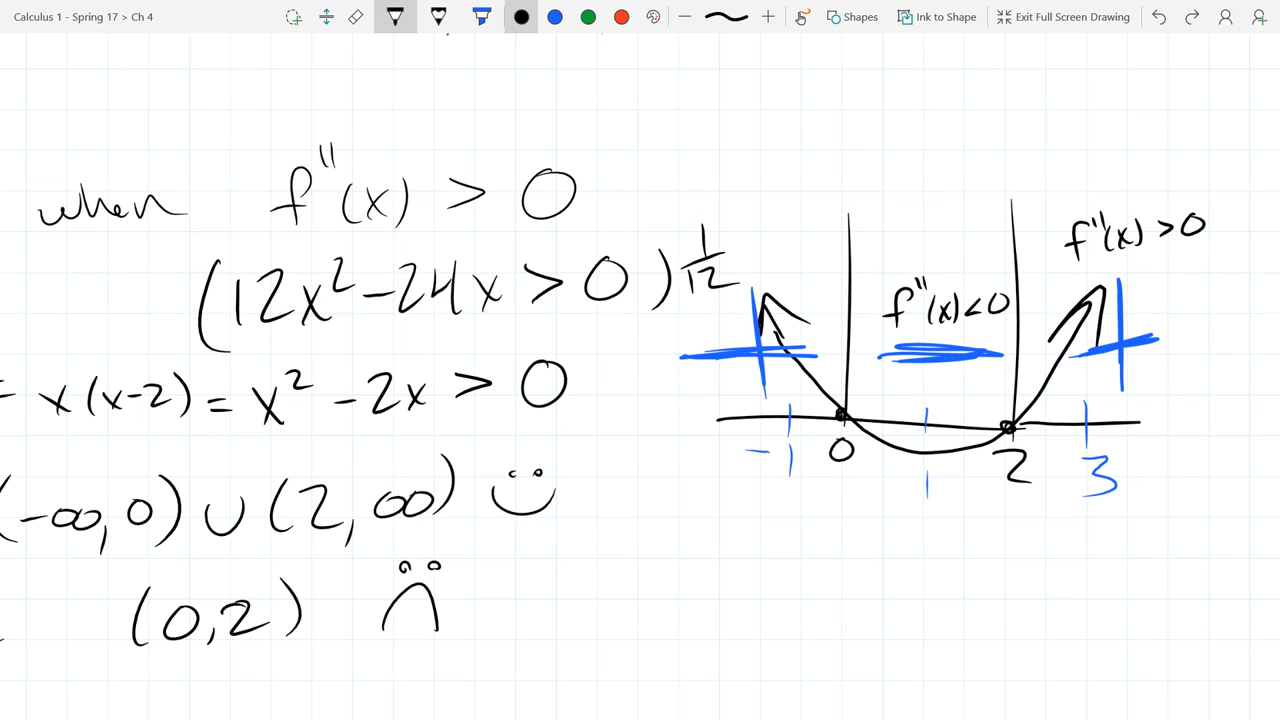 Calculus 1 - Spring 17 > Ch 4
Shapes
Ink to Shape
Exit Full Screen Drawing
when f''(x) > 0
(12x² - 24x > 0) 1/12
= x(x-2) = x² - 2x > 0
(-∞, 0) ∪ (2, ∞)
(0, 2)
f''(x) > 0
f''(x) < 0
-1 0 1 2 3